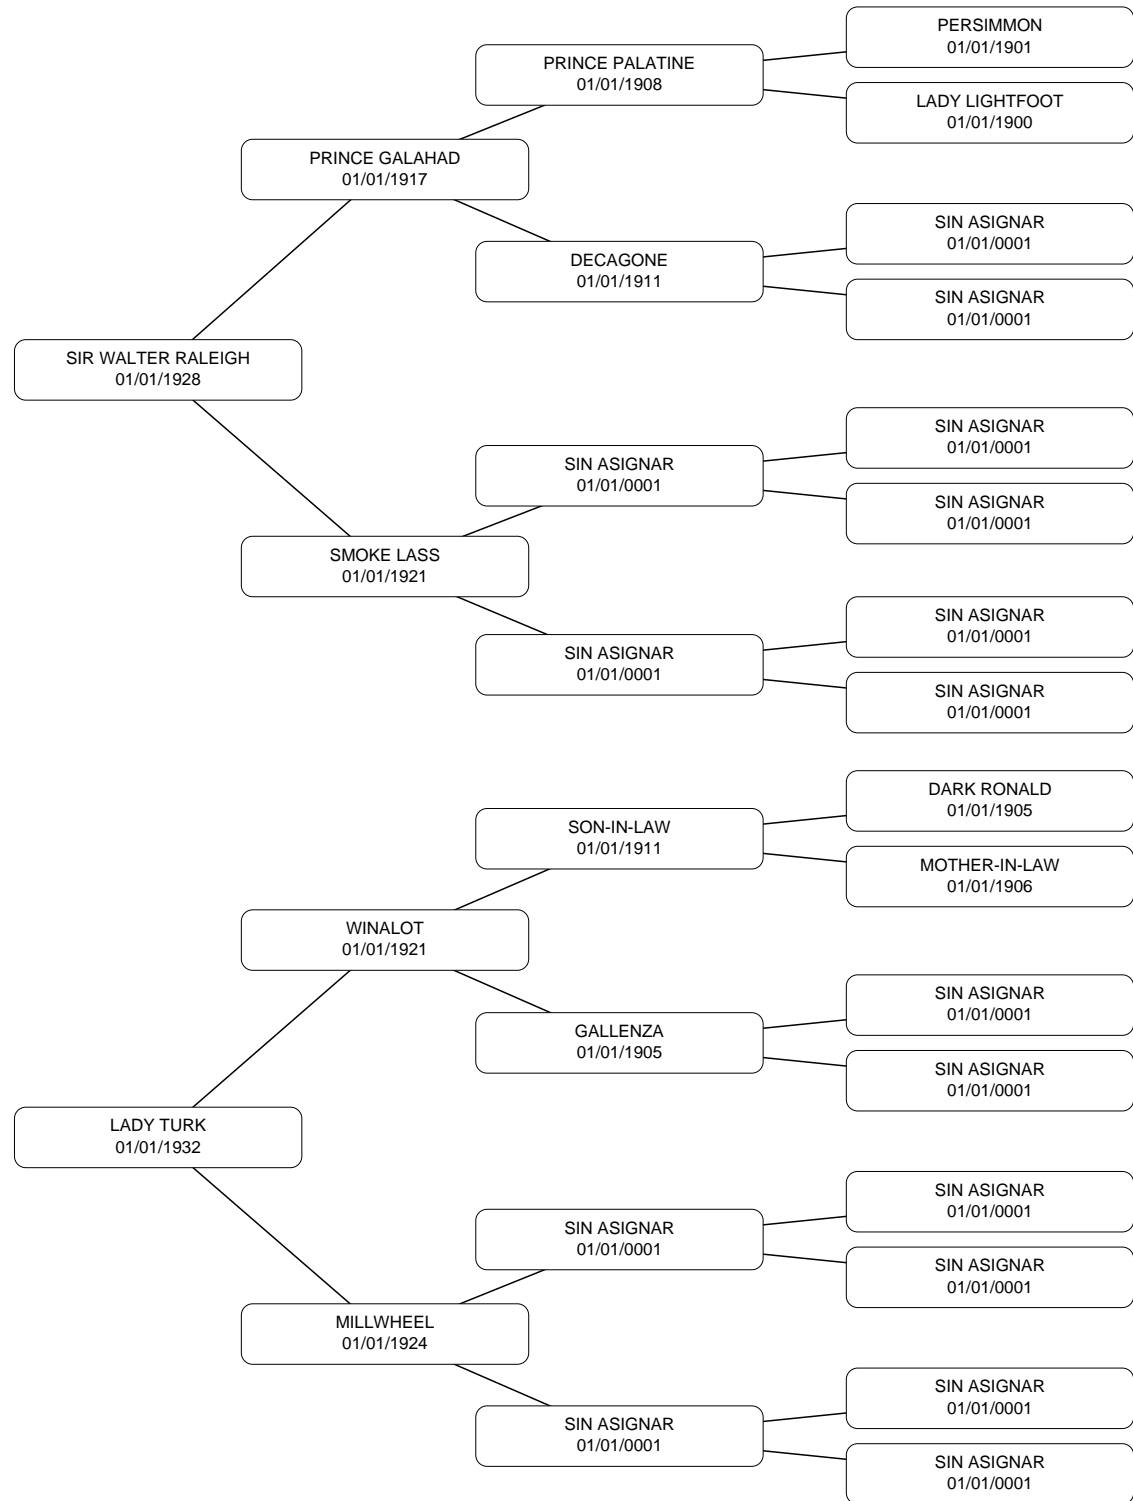 PERSIMMON
01/01/1901
PRINCE PALATINE
01/01/1908
LADY LIGHTFOOT
01/01/1900
PRINCE GALAHAD
01/01/1917
SIN ASIGNAR
01/01/0001
DECAGONE
01/01/1911
SIN ASIGNAR
01/01/0001
SIR WALTER RALEIGH
01/01/1928
SIN ASIGNAR
01/01/0001
SIN ASIGNAR
01/01/0001
SIN ASIGNAR
01/01/0001
SMOKE LASS
01/01/1921
SIN ASIGNAR
01/01/0001
SIN ASIGNAR
01/01/0001
SIN ASIGNAR
01/01/0001
DARK RONALD
01/01/1905
SON-IN-LAW
01/01/1911
MOTHER-IN-LAW
01/01/1906
WINALOT
01/01/1921
SIN ASIGNAR
01/01/0001
GALLENZA
01/01/1905
SIN ASIGNAR
01/01/0001
LADY TURK
01/01/1932
SIN ASIGNAR
01/01/0001
SIN ASIGNAR
01/01/0001
SIN ASIGNAR
01/01/0001
MILLWHEEL
01/01/1924
SIN ASIGNAR
01/01/0001
SIN ASIGNAR
01/01/0001
SIN ASIGNAR
01/01/0001